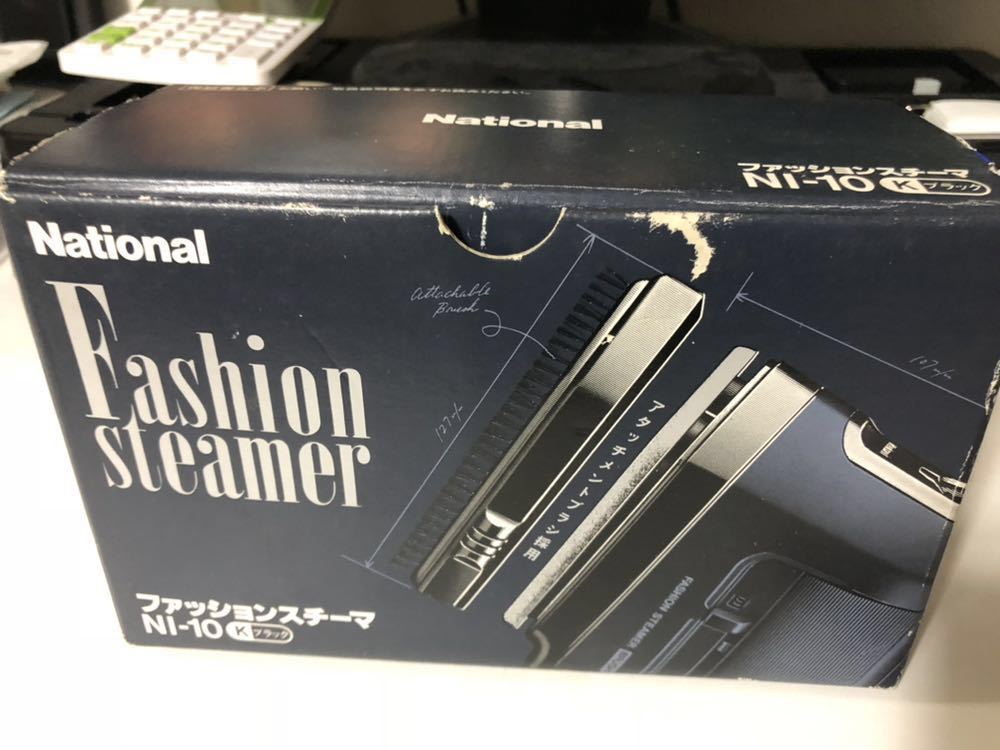 National
ファッションスチーマ
NI-10 K ブラック
National
Fashion
steamer
Attachable
Brush
127m/m
107m/m
アタッチメントブラシ採用
FASHION STEAMER
ファッションスチーマ
NI-10 K ブラック